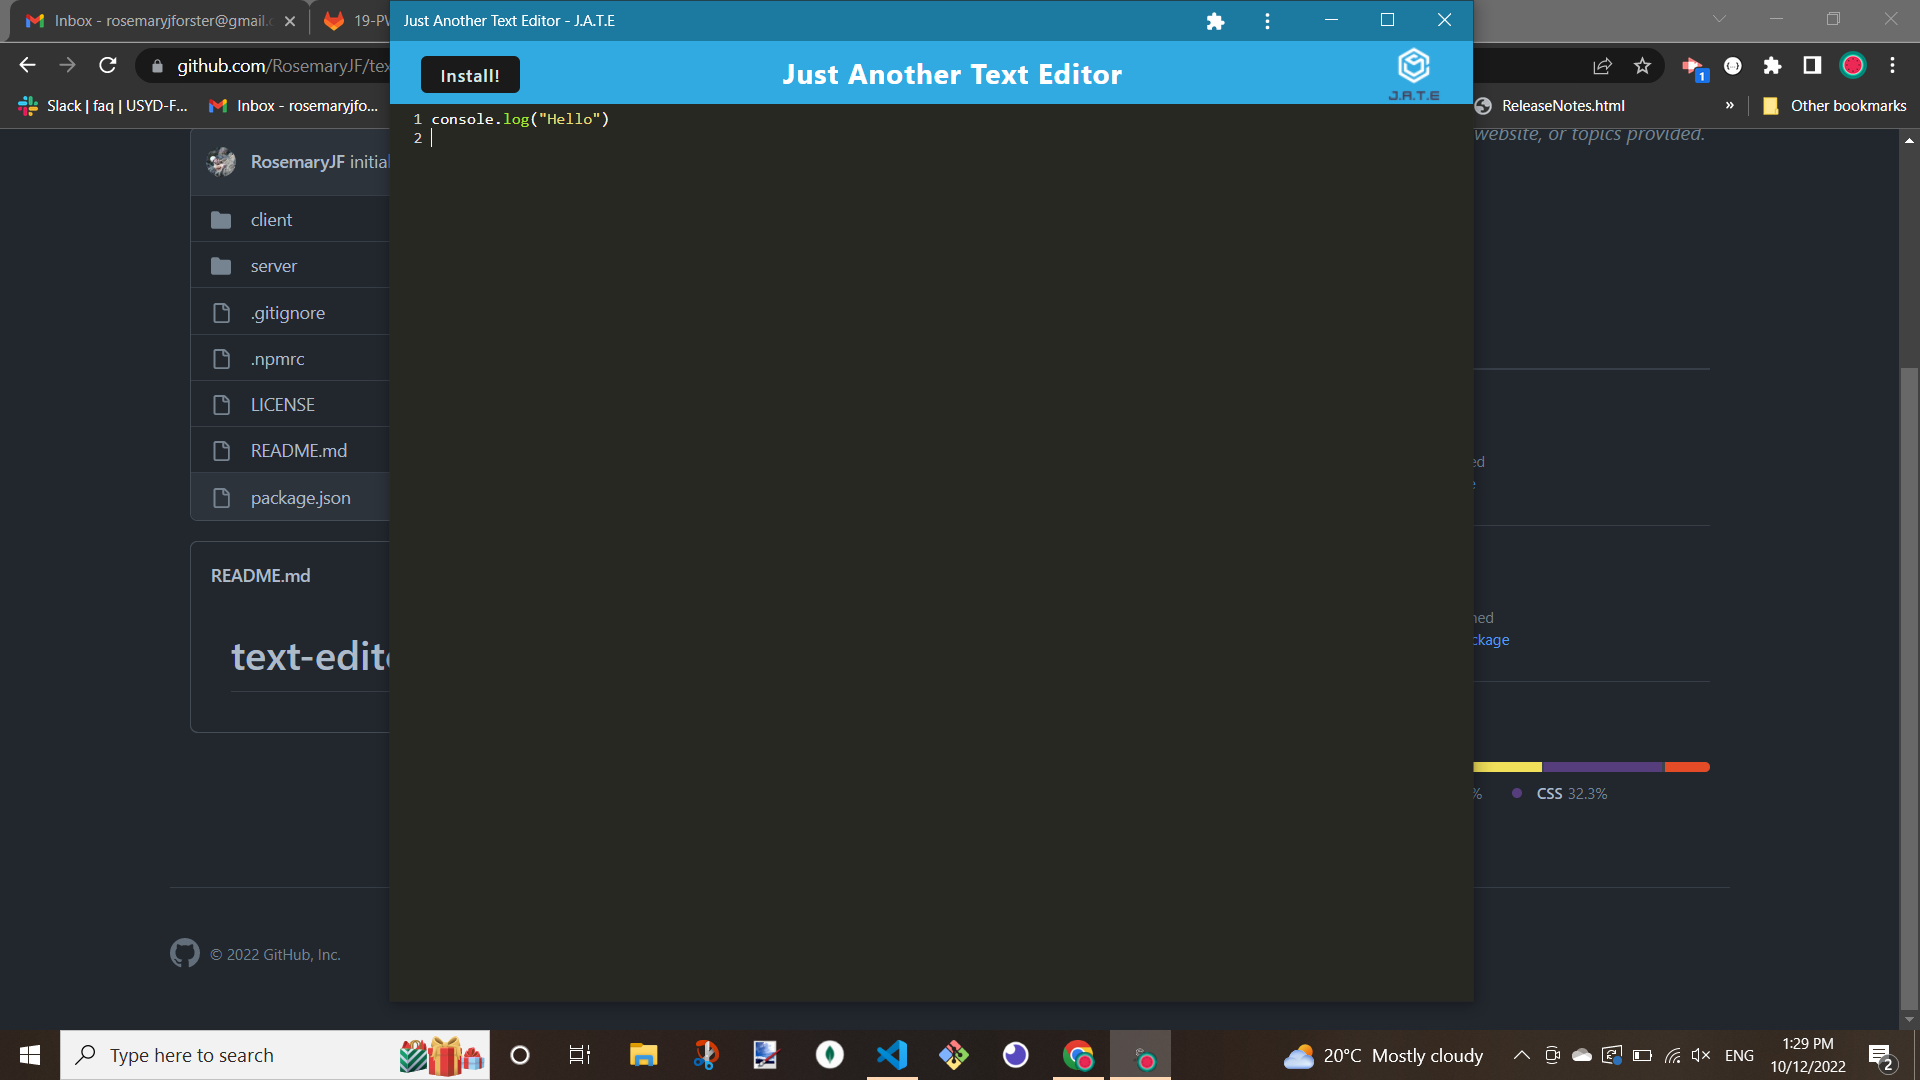 Inbox - rosemaryjforster@gmail.c
19-PW
Just Another Text Editor - J.A.T.E
github.com/RosemaryJF/tex
Install!
Just Another Text Editor
J.A.T.E
1
Slack | faq | USYD-F...
Inbox - rosemaryjfo...
ReleaseNotes.html
»
Other bookmarks
1 console.log("Hello")
2
website, or topics provided.
RosemaryJF initial
client
server
.gitignore
.npmrc
LICENSE
README.md
package.json
ed
e
README.md
text-edito
ned
ckage
% CSS 32.3%
© 2022 GitHub, Inc.
Type here to search
20°C Mostly cloudy
ENG
1:29 PM
10/12/2022
2